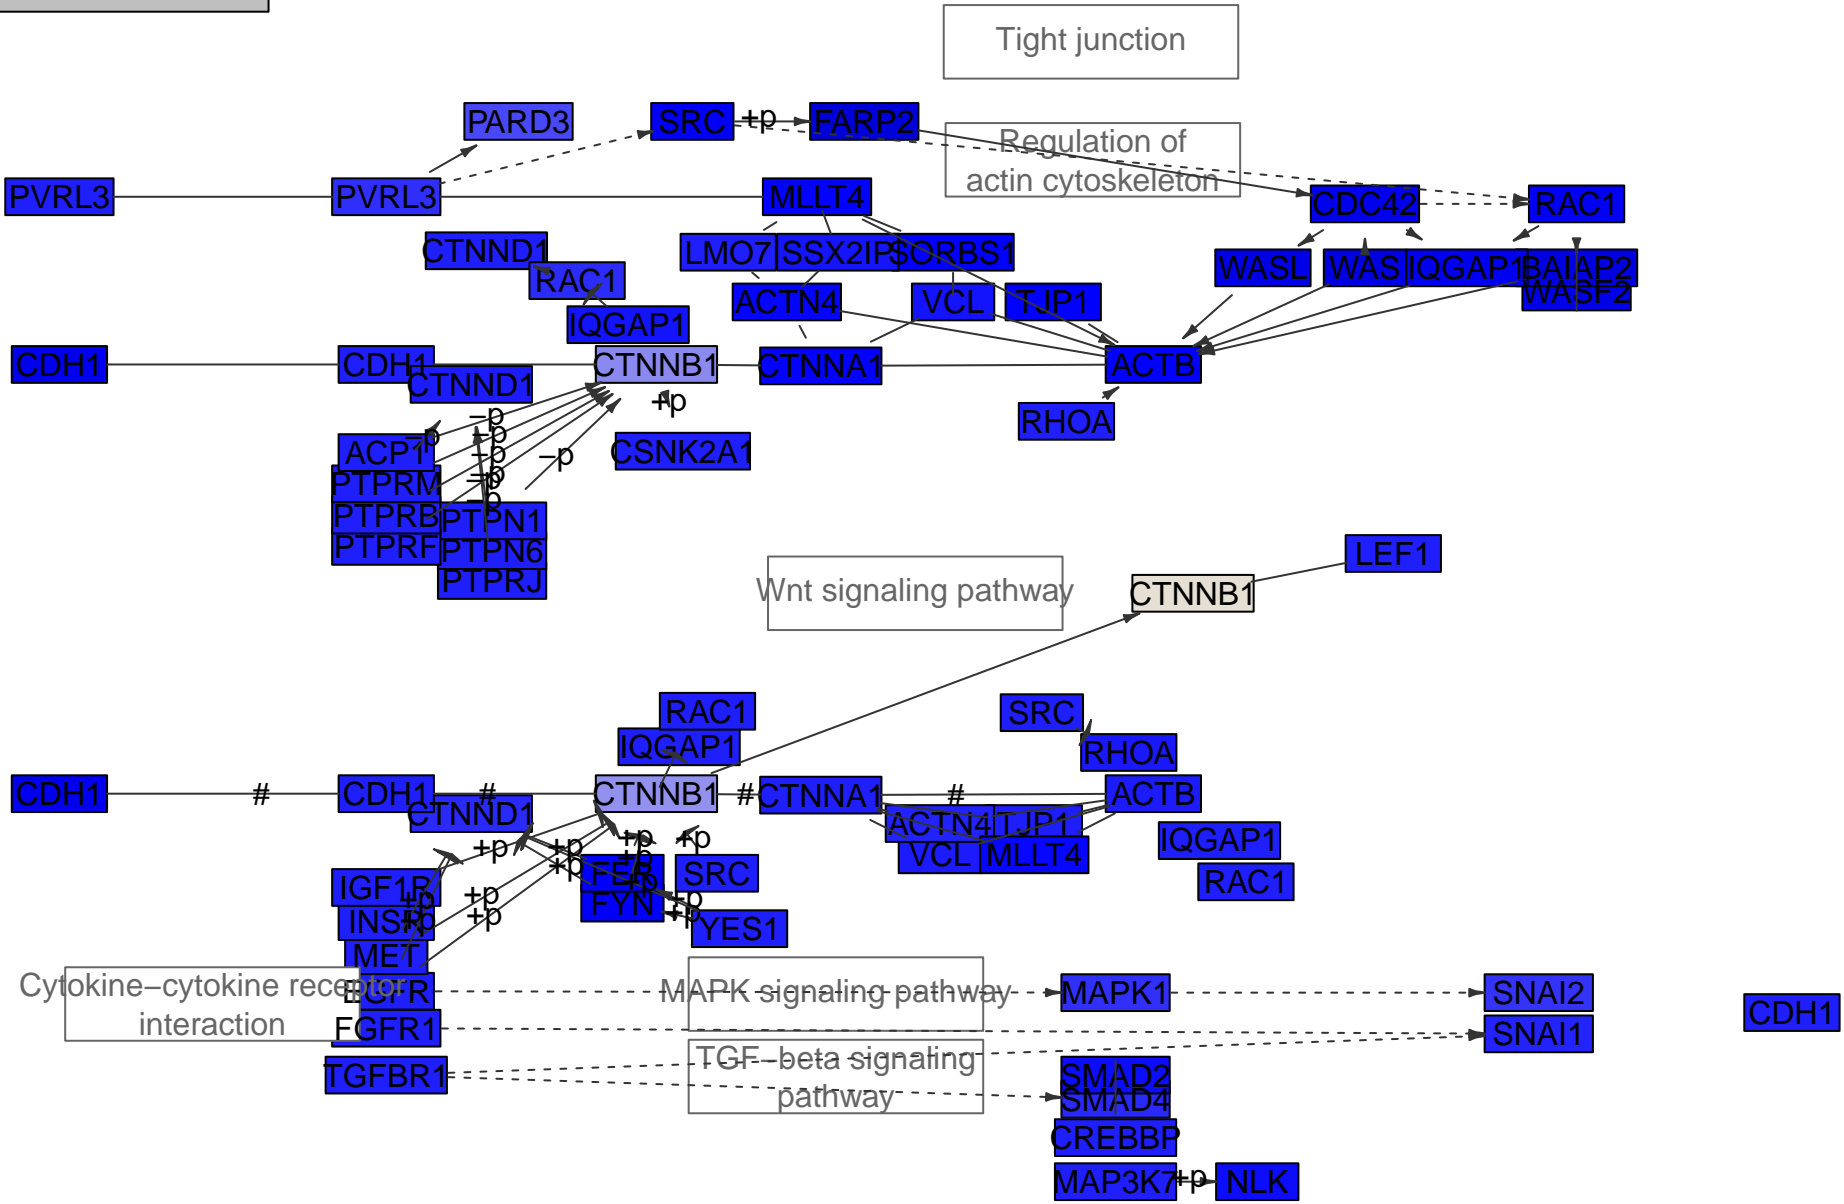 Tight junction
PARD3
SRC
+p
FARP2
Regulation of
actin cytoskeleton
PVRL3
PVRL3
MLLT4
CDC42
RAC1
CTNND1
LMO7
SSX2IP
SORBS1
WASL
WAS
IQGAP1
BAIAP2
RAC1
ACTN4
VCL
TJP1
WASF2
IQGAP1
CDH1
CDH1
CTNNB1
CTNNA1
ACTB
CTNND1
+p
RHOA
−p
−p
−p
ACP1
−p
−p
CSNK2A1
−p
−p
PTPRM
−p
PTPRB
PTPN1
PTPRF
PTPN6
PTPRJ
LEF1
Wnt signaling pathway
CTNNB1
RAC1
SRC
IQGAP1
RHOA
CDH1
#
CDH1
#
CTNNB1
#
CTNNA1
#
ACTB
CTNND1
ACTN4
TJP1
+p
+p
+p
+p
IQGAP1
+p
VCL
MLLT4
+p
FER
SRC
RAC1
IGF1R
+p
+p
+p
+p
FYN
+p
INSR
+p
+p
+p
YES1
MET
Cytokine−cytokine receptor
interaction
EGFR
MAPK signaling pathway
MAPK1
SNAI2
CDH1
FGFR1
SNAI1
TGF−beta signaling
pathway
TGFBR1
SMAD2
SMAD4
CREBBP
MAP3K7
+p
NLK